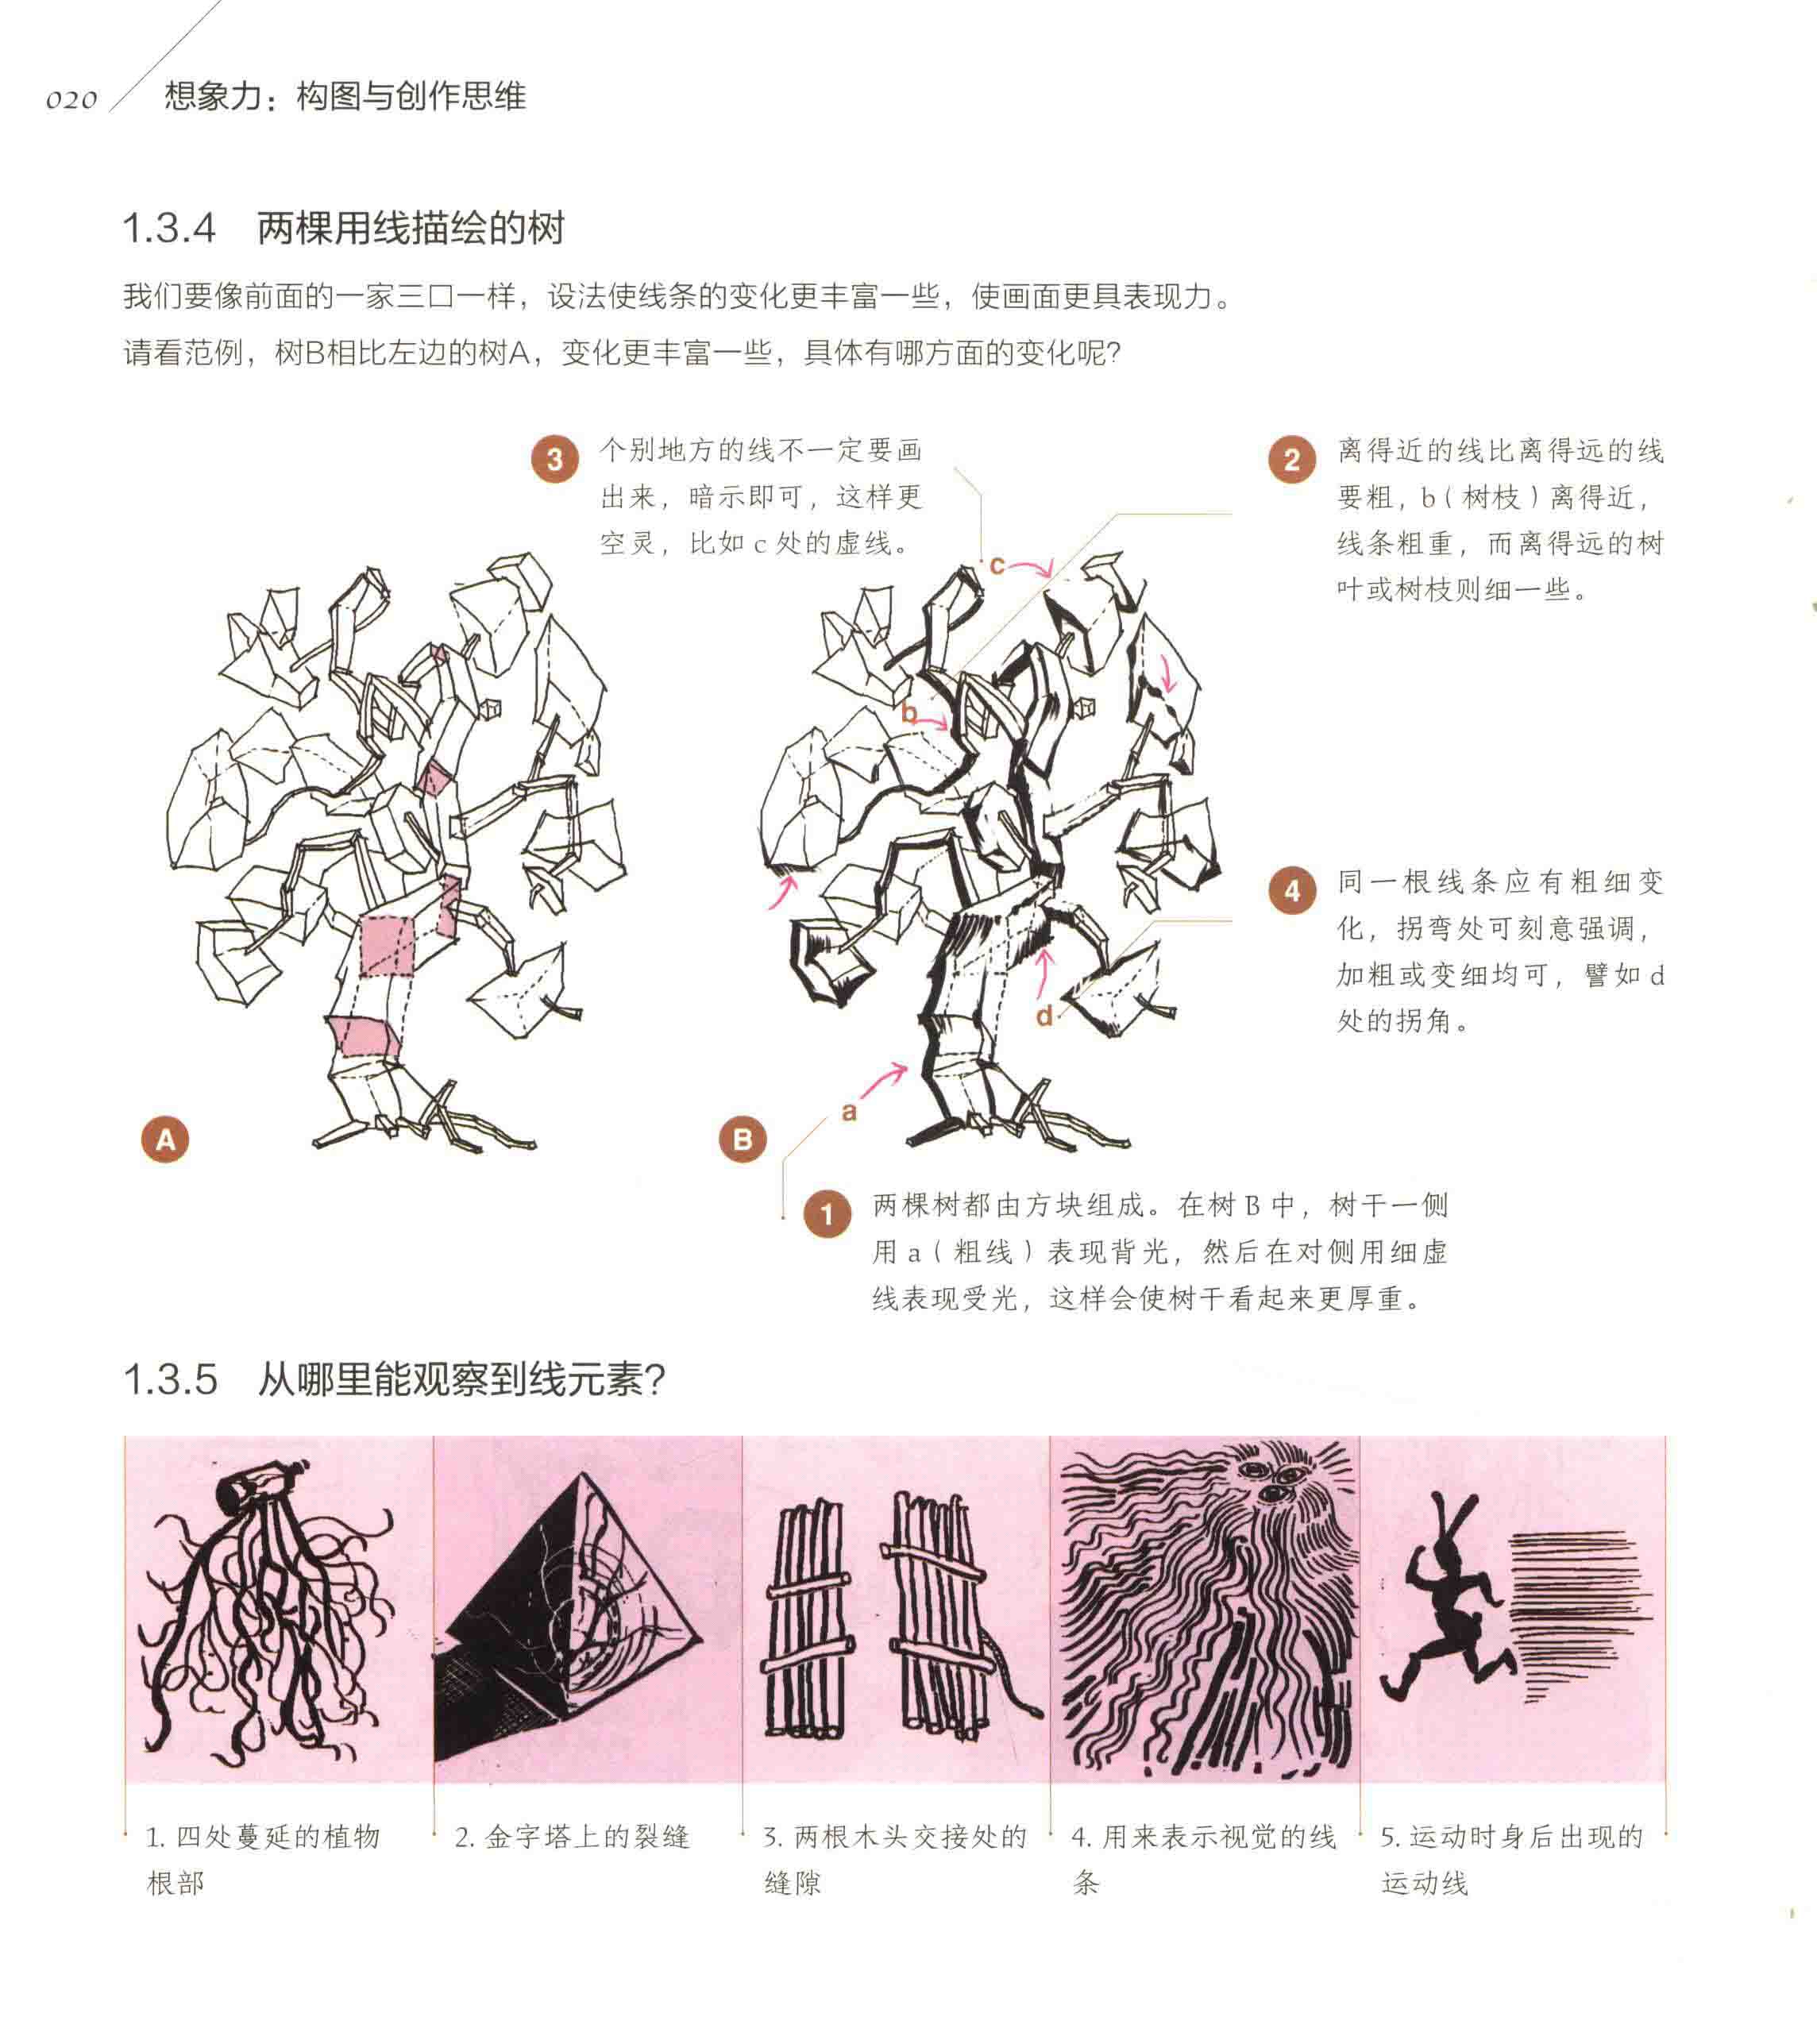 020
想象力：构图与创作思维
1.3.4 两棵用线描绘的树
我们要像前面的一家三口一样，设法使线条的变化更丰富一些，使画面更具表现力。
请看范例，树B相比左边的树A，变化更丰富一些，具体有哪方面的变化呢？
3
个别地方的线不一定要画
出来，暗示即可，这样更
空灵，比如 c 处的虚线。
2
离得近的线比离得远的线
要粗，b（树枝）离得近，
线条粗重，而离得远的树
叶或树枝则细一些。
c
b
4
同一根线条应有粗细变
化，拐弯处可刻意强调，
加粗或变细均可，譬如 d
处的拐角。
d
a
A
B
1
两棵树都由方块组成。在树 B 中，树干一侧
用 a（粗线）表现背光，然后在对侧用细虚
线表现受光，这样会使树干看起来更厚重。
1.3.5 从哪里能观察到线元素？
1. 四处蔓延的植物
根部
2. 金字塔上的裂缝
3. 两根木头交接处的
缝隙
4. 用来表示视觉的线
条
5. 运动时身后出现的
运动线